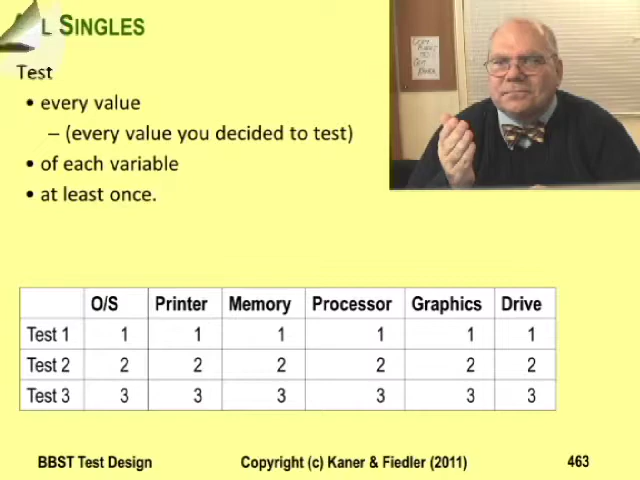 L SINGLES
Test
• every value
– (every value you decided to test)
• of each variable
• at least once.
O/S Printer Memory Processor Graphics Drive
Test 1 1 1 1 1 1 1
Test 2 2 2 2 2 2 2
Test 3 3 3 3 3 3 3
BBST Test Design Copyright (c) Kaner & Fiedler (2011) 463